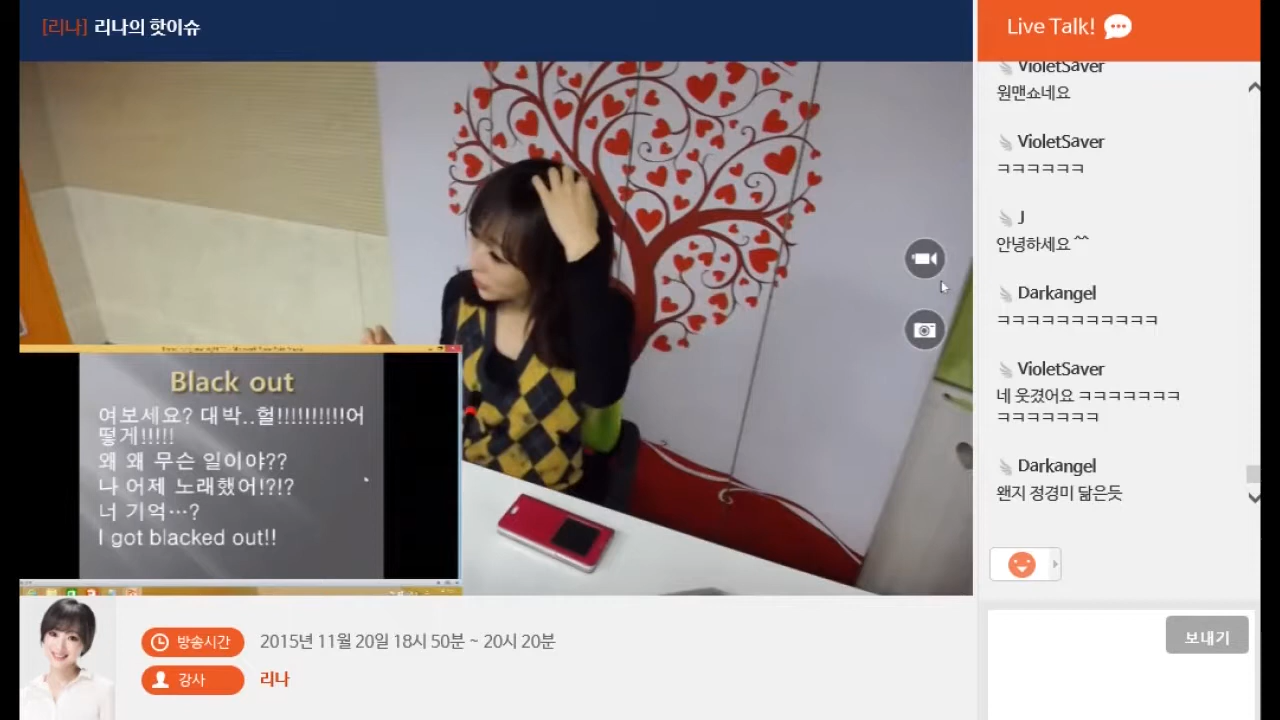 [리나] 리나의 핫이슈
Live Talk!
VioletSaver
원맨쇼네요
VioletSaver
ㅋㅋㅋㅋㅋㅋ
J
안녕하세요 ^^
Darkangel
ㅋㅋㅋㅋㅋㅋㅋㅋㅋㅋㅋ
VioletSaver
네 웃겼어요 ㅋㅋㅋㅋㅋㅋㅋ
ㅋㅋㅋㅋㅋㅋㅋ
Darkangel
왠지 정경미 닮은듯
보내기
Black out
여보세요? 대박..헐!!!!!!!!!!어
떻게!!!!!
왜 왜 무슨 일이야??
나 어제 노래했어!?!?
너 기억…?
I got blacked out!!
방송시간 2015년 11월 20일 18시 50분 ~ 20시 20분
강사 리나